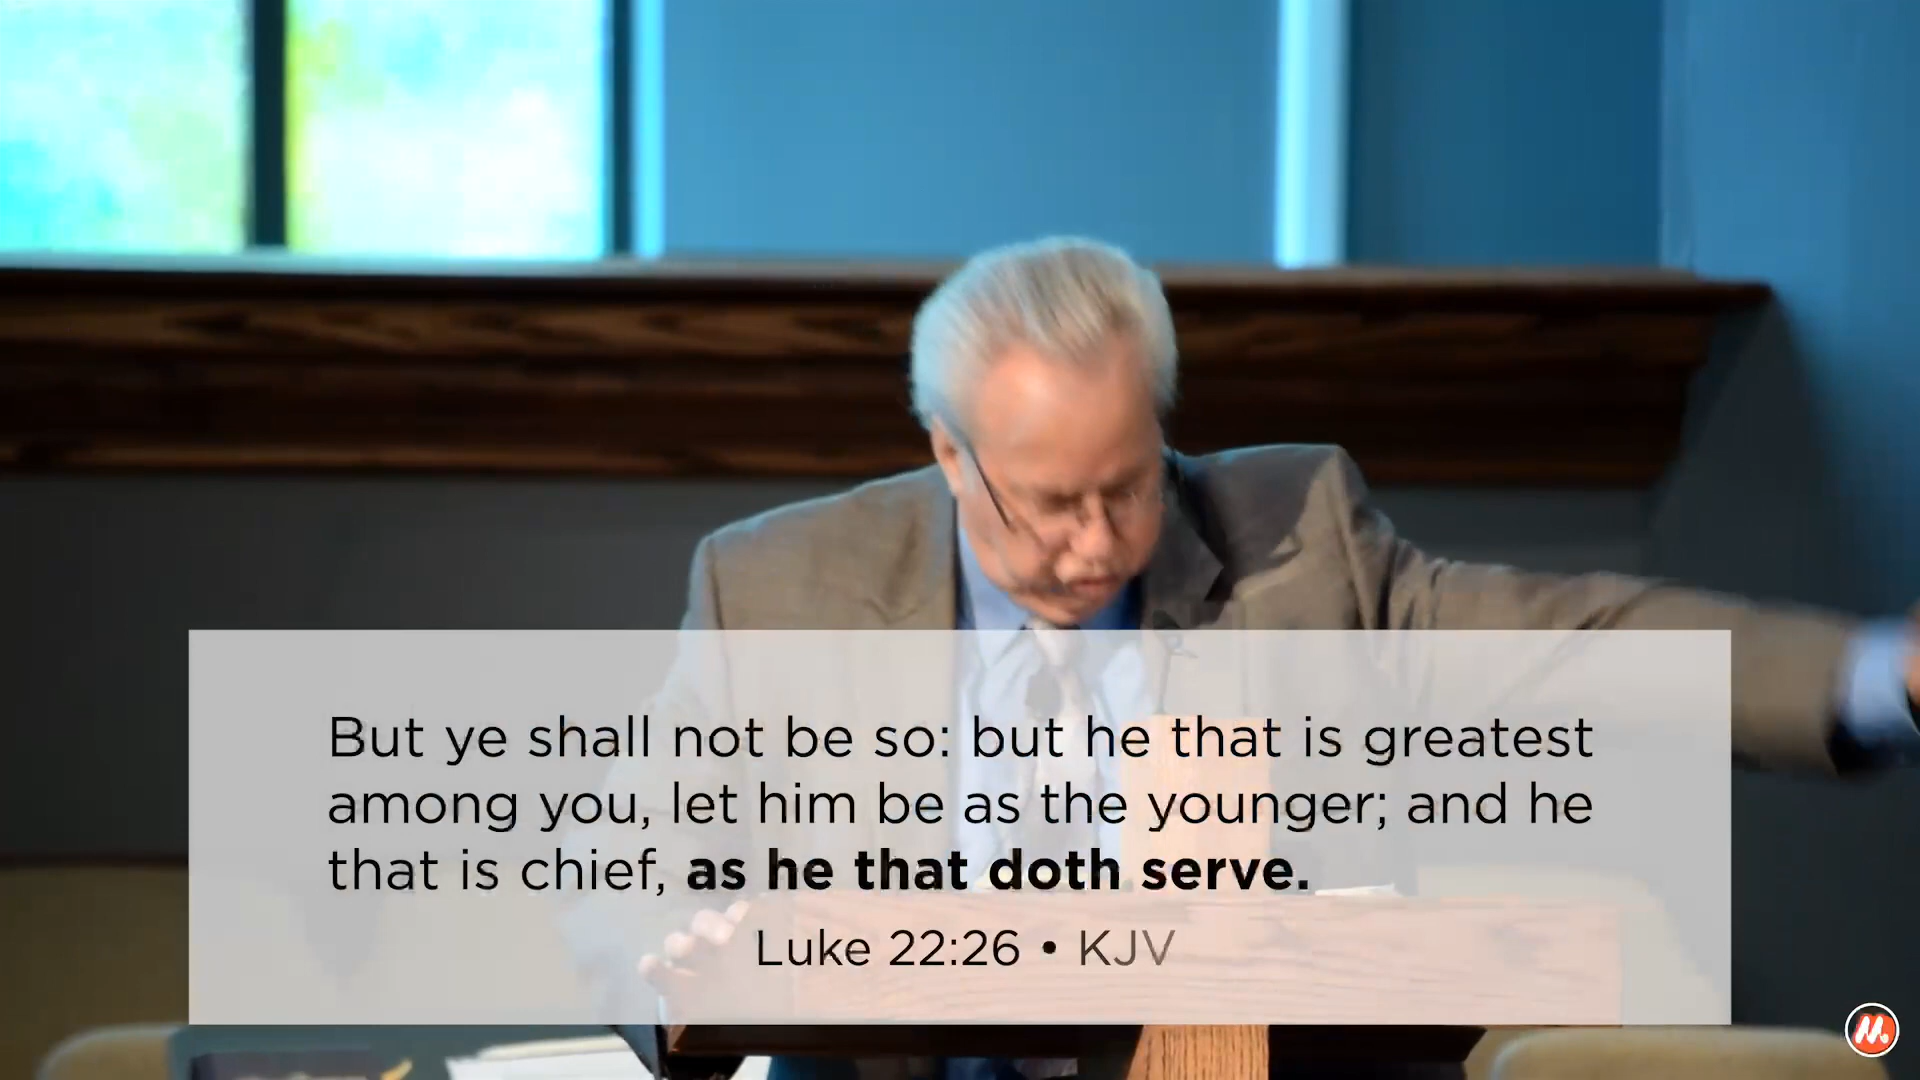 But ye shall not be so: but he that is greatest
among you, let him be as the younger; and he
that is chief, as he that doth serve.
Luke 22:26 • KJV
M